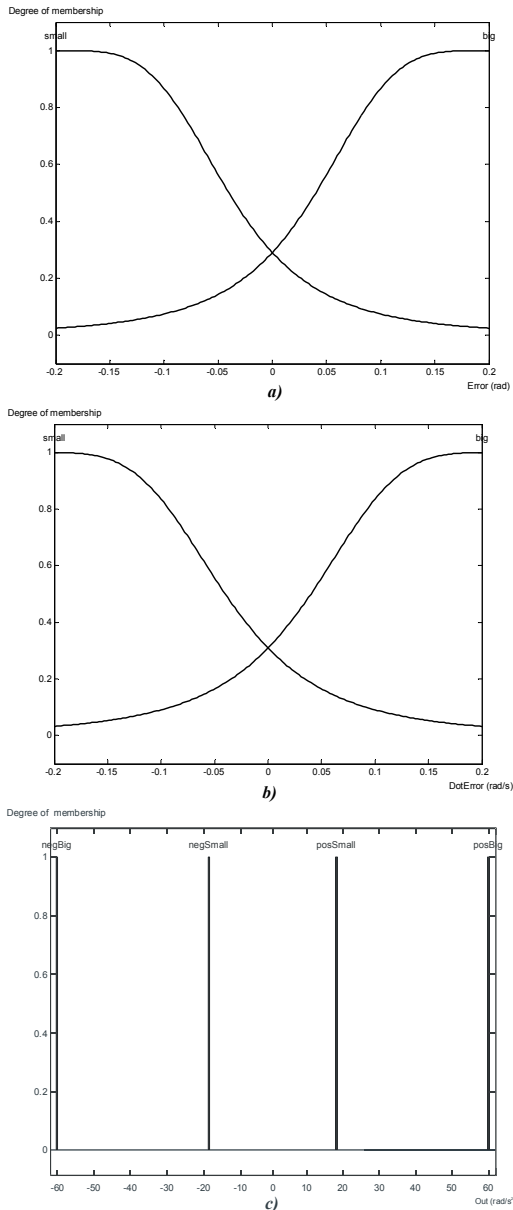 Degree of membership
small big
1
0.8
0.6
0.4
0.2
0
-0.2 -0.15 -0.1 -0.05 0 0.05 0.1 0.15 0.2
Error (rad)
a)
Degree of membership
small big
1
0.8
0.6
0.4
0.2
0
-0.2 -0.15 -0.1 -0.05 0 0.05 0.1 0.15 0.2
DotError (rad/s)
b)
Degree of membership
negBig negSmall posSmall posBig
1
0.8
0.6
0.4
0.2
0
-60 -50 -40 -30 -20 -10 0 10 20 30 40 50 60
Out (rad/s²
c)